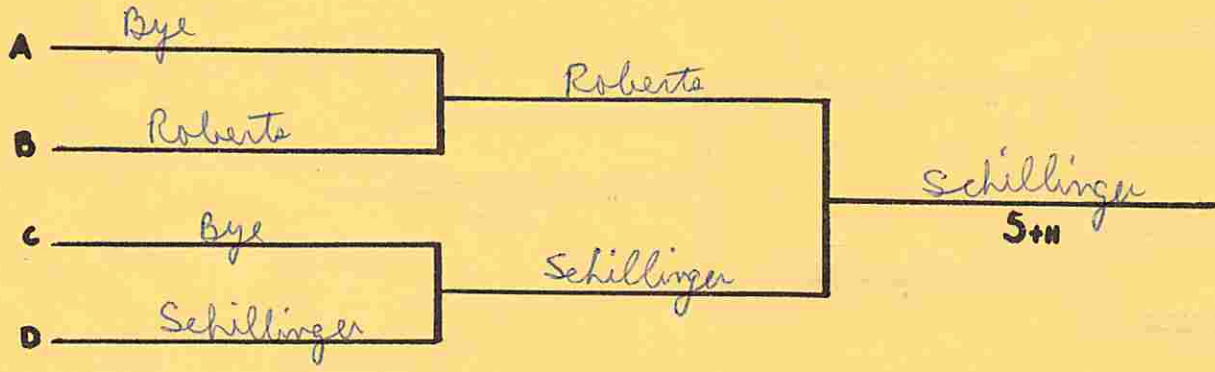 A Bye
Roberts
B Roberts
Schillinger
5th
C Bye
Schillinger
D Schillinger